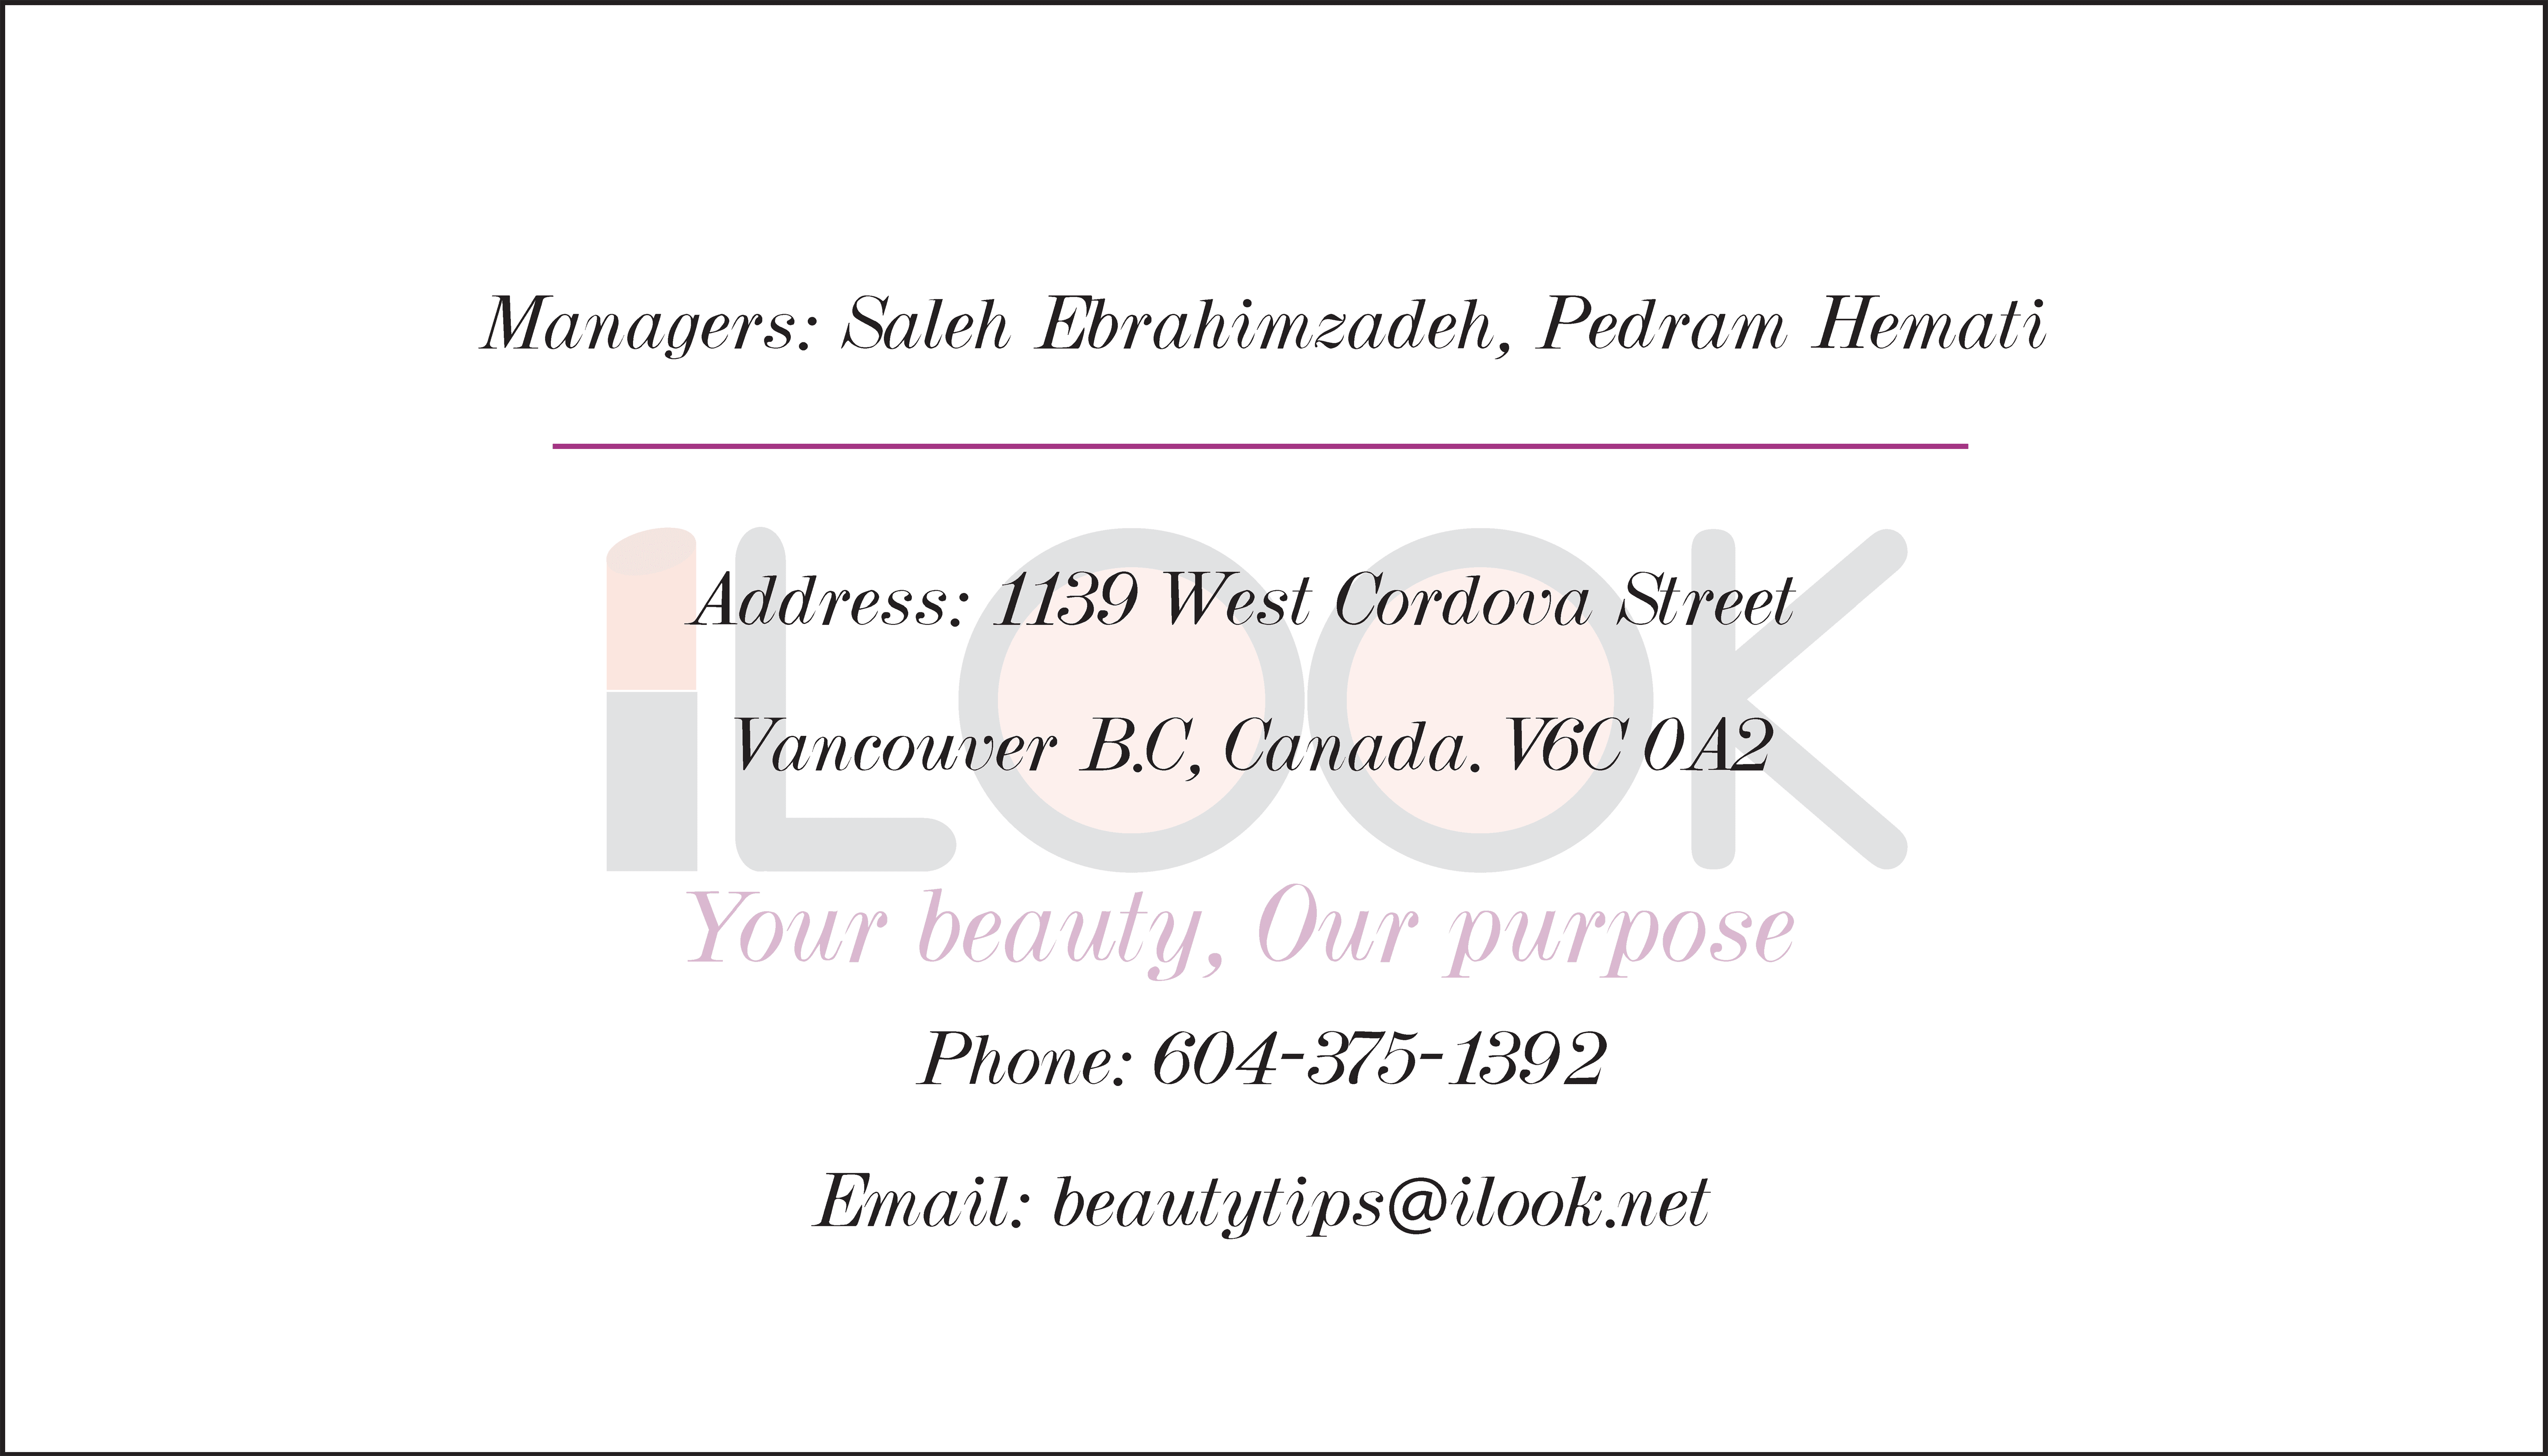 Managers: Saleh Ebrahimzadeh, Pedram Hemati
iLOOK
Address: 1139 West Cordova Street
Vancouver B.C, Canada. V6C 0A2
Your beauty, Our purpose
Phone: 604-375-1392
Email: beautytips@ilook.net